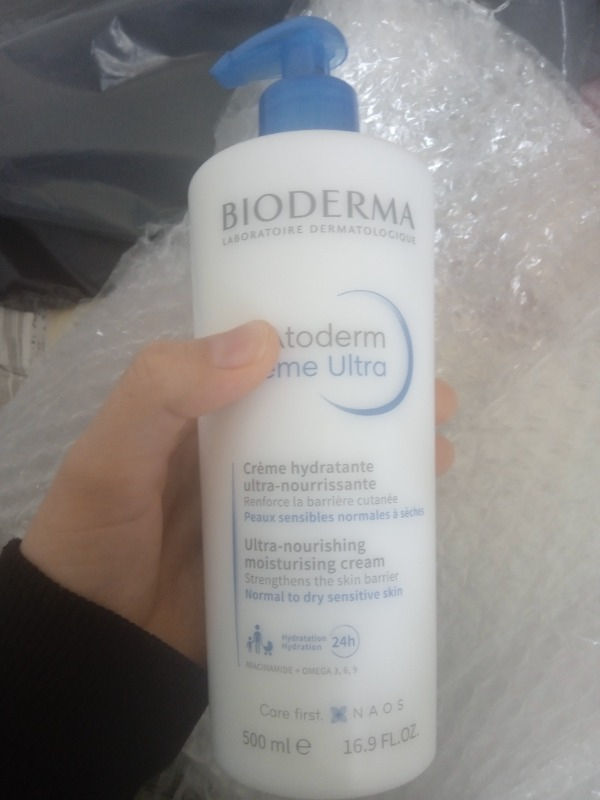 BIODERMA
LABORATOIRE DERMATOLOGIQUE
Atoderm
Ultra
Crème hydratante
ultra-nourrissante
Renforce la barrière cutanée
Peaux sensibles normales à sèches
Ultra-nourishing
moisturising cream
Strengthens the skin barrier
Normal to dry sensitive skin
Hydratation
Hydration
24h
NIACINAMIDE + OMEGA 3, 6, 9
Care first. NAOS
500 ml e 16.9 FL.OZ.